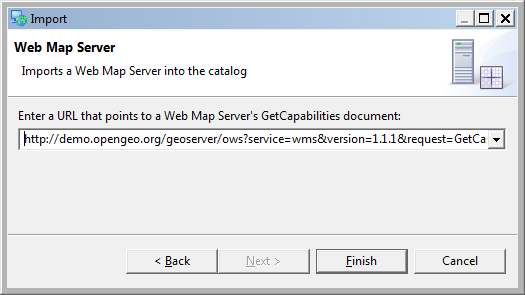 Import
Web Map Server
Imports a Web Map Server into the catalog
Enter a URL that points to a Web Map Server's GetCapabilities document:
http://demo.opengeo.org/geoserver/ows?service=wms&version=1.1.1&request=GetCa
< Back
Next >
Finish
Cancel